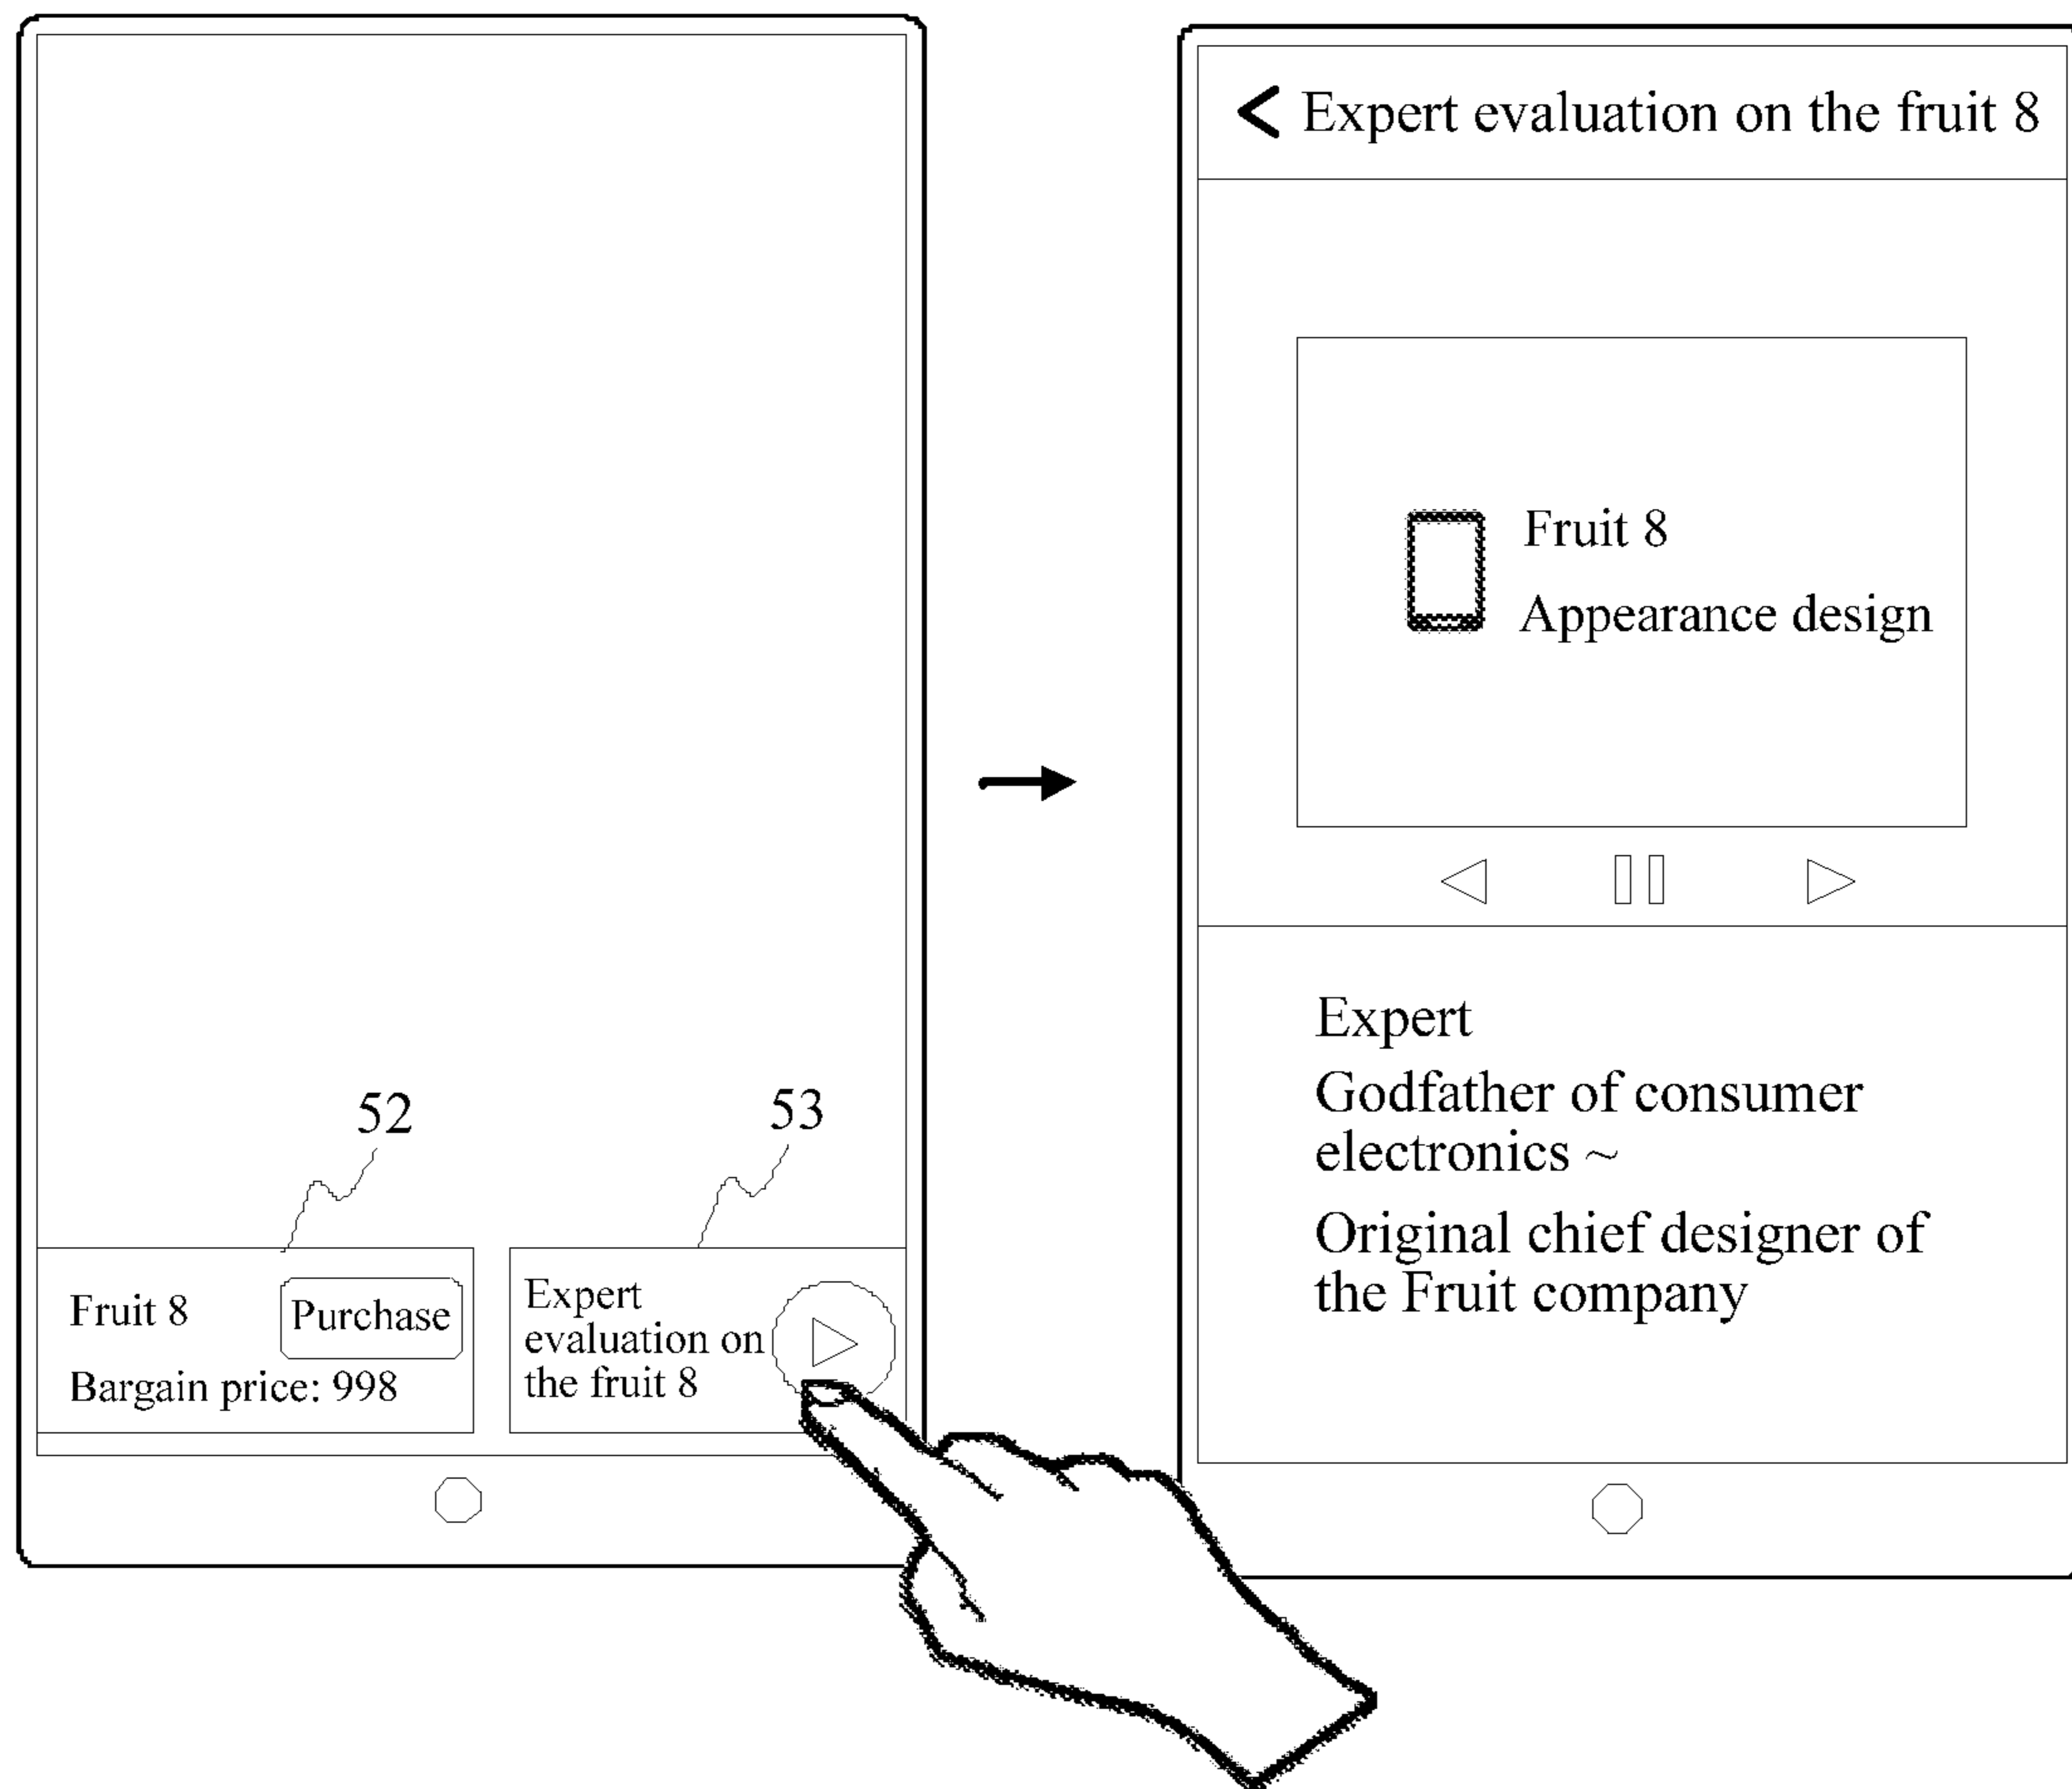 52
53
Fruit 8
Purchase
Bargain price: 998
Expert
evaluation on
the fruit 8
< Expert evaluation on the fruit 8
Fruit 8
Appearance design
Expert
Godfather of consumer
electronics ~
Original chief designer of
the Fruit company